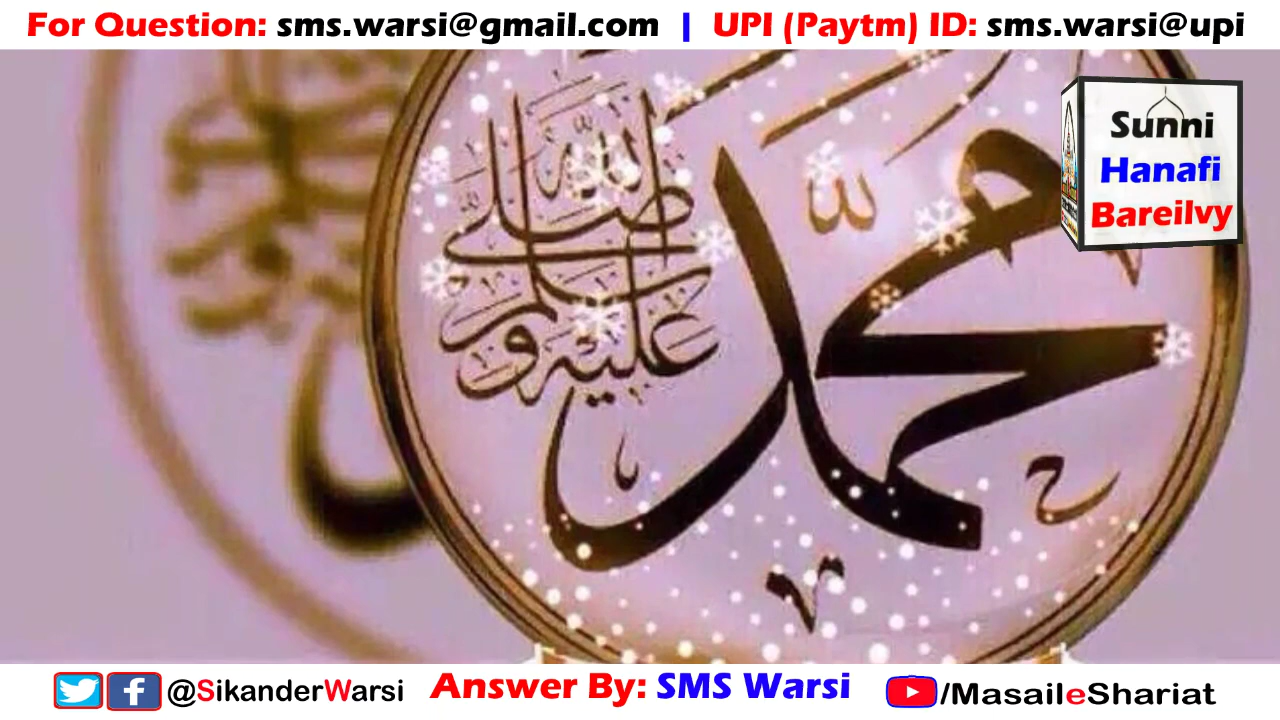 For Question: sms.warsi@gmail.com | UPI (Paytm) ID: sms.warsi@upi
Sunni
Hanafi
Bareilvy
محمد
صلى الله
عليه وسلم
@SikanderWarsi
Answer By: SMS Warsi
/MasaileShariat